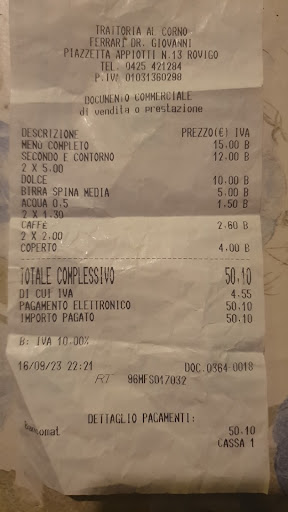 TRATTORIA AL CORNO
FERRARI DR. GIOVANNI
PIAZZETTA APPIOTTI N.13 ROVIGO
TEL. 0425 421284
P.IVA 01031360298
DOCUMENTO COMMERCIALE
di vendita o prestazione
DESCRIZIONE PREZZO(€) IVA
MENù COMPLETO 15.00 B
SECONDO E CONTORNO 12.00 B
2 X 5.00
DOLCE 10.00 B
BIRRA SPINA MEDIA 5.00 B
ACQUA 0.5 1.50 B
2 X 1.30
CAFFè 2.60 B
2 X 2.00
COPERTO 4.00 B
TOTALE COMPLESSIVO 50.10
DI CUI IVA 4.55
PAGAMENTO ELETTRONICO 50.10
IMPORTO PAGATO 50.10
B: IVA 10.00%
16/09/23 22:21 DOC.0364-0018
RT 96MFS017032
DETTAGLIO PAGAMENTI:
bancomat 50.10
CASSA 1